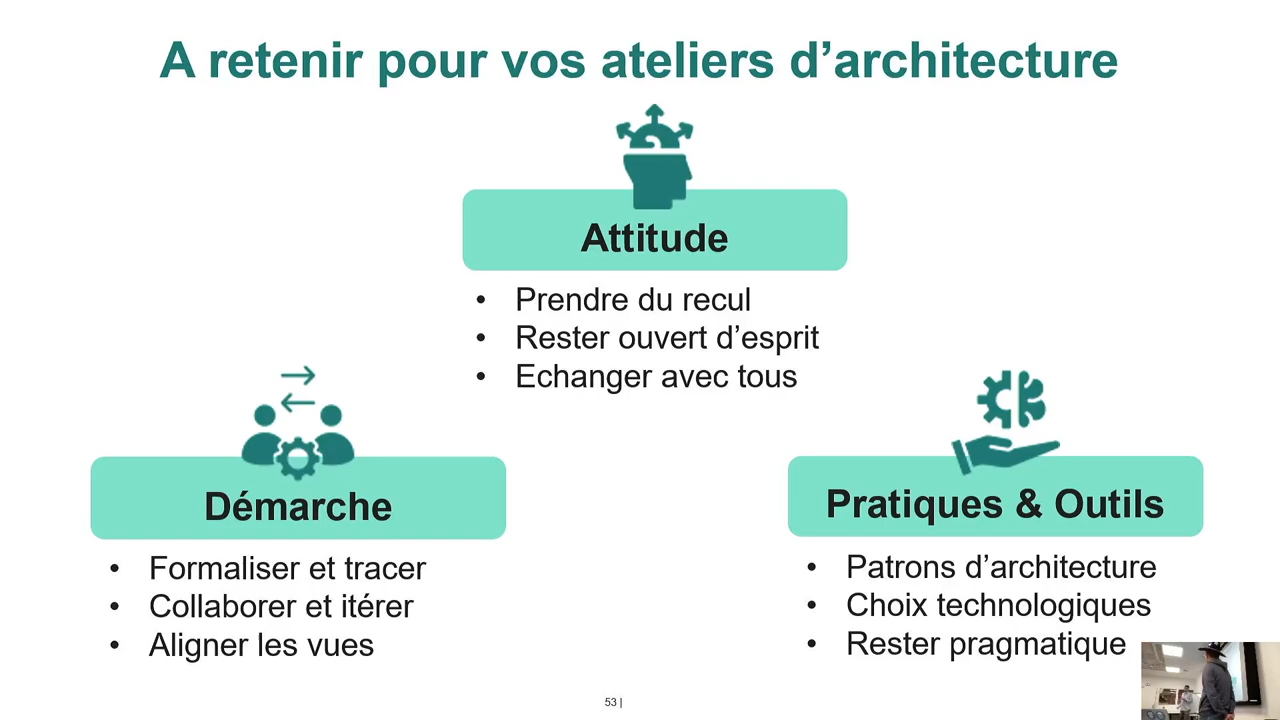 A retenir pour vos ateliers d’architecture
Attitude
• Prendre du recul
• Rester ouvert d’esprit
• Echanger avec tous
Démarche
• Formaliser et tracer
• Collaborer et itérer
• Aligner les vues
Pratiques & Outils
• Patrons d’architecture
• Choix technologiques
• Rester pragmatique
53 |